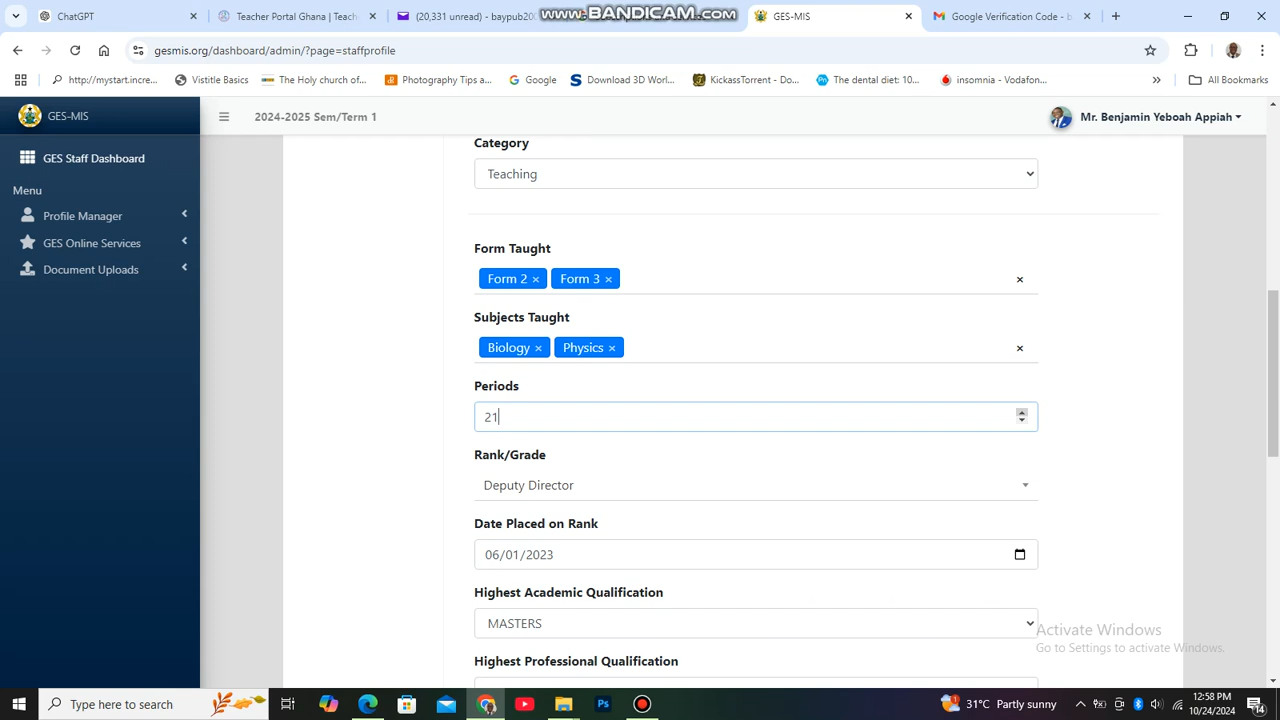 www.BANDICAM.com
ChatGPT
Teacher Portal Ghana | Teach
(20,331 unread) - baypub200
GES-MIS
Google Verification Code - b
gesmis.org/dashboard/admin/?page=staffprofile
http://mystart.incre...
Vistitle Basics
The Holy church of...
Photography Tips a...
Google
Download 3D Worl...
KickassTorrent - Do...
The dental diet: 10...
insomnia - Vodafon...
»
All Bookmarks
GES-MIS
2024-2025 Sem/Term 1
Mr. Benjamin Yeboah Appiah
GES Staff Dashboard
Menu
Profile Manager
GES Online Services
Document Uploads
Category
Teaching
Form Taught
Form 2 × Form 3 ×
×
Subjects Taught
Biology × Physics ×
×
Periods
21
Rank/Grade
Deputy Director
Date Placed on Rank
06/01/2023
Highest Academic Qualification
MASTERS
Highest Professional Qualification
Activate Windows
Go to Settings to activate Windows.
Type here to search
31°C Partly sunny
12:58 PM
10/24/2024
14